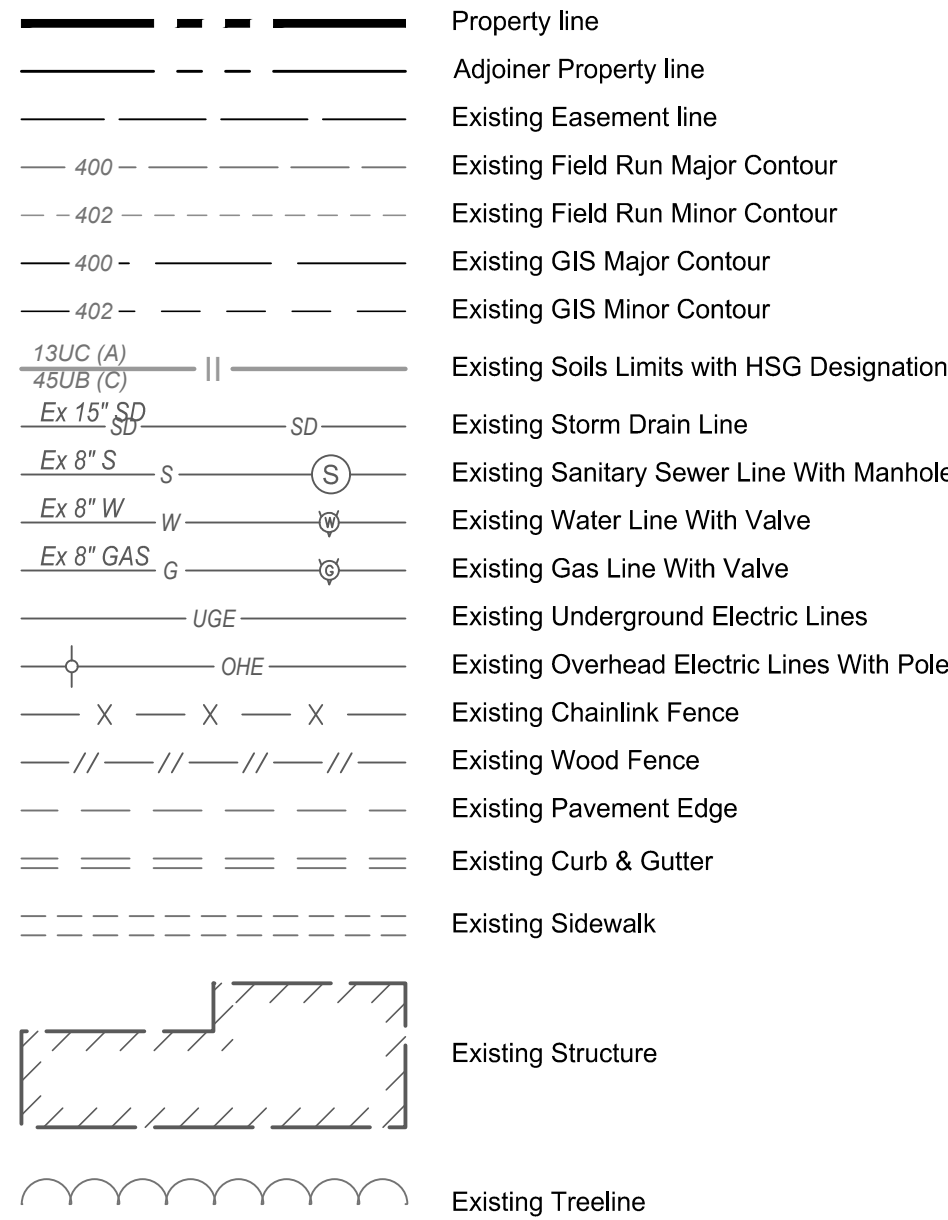 Property line
Adjoiner Property line
Existing Easement line
400 Existing Field Run Major Contour
402 Existing Field Run Minor Contour
400 Existing GIS Major Contour
402 Existing GIS Minor Contour
13UC (A)
|| Existing Soils Limits with HSG Designation
45UB (C)
Ex 15" SD
SD SD Existing Storm Drain Line
Ex 8" S
S S Existing Sanitary Sewer Line With Manhole
Ex 8" W
W W Existing Water Line With Valve
Ex 8" GAS
G G Existing Gas Line With Valve
UGE Existing Underground Electric Lines
OHE Existing Overhead Electric Lines With Pole
X X X Existing Chainlink Fence
// // // // Existing Wood Fence
Existing Pavement Edge
Existing Curb & Gutter
Existing Sidewalk
Existing Structure
Existing Treeline